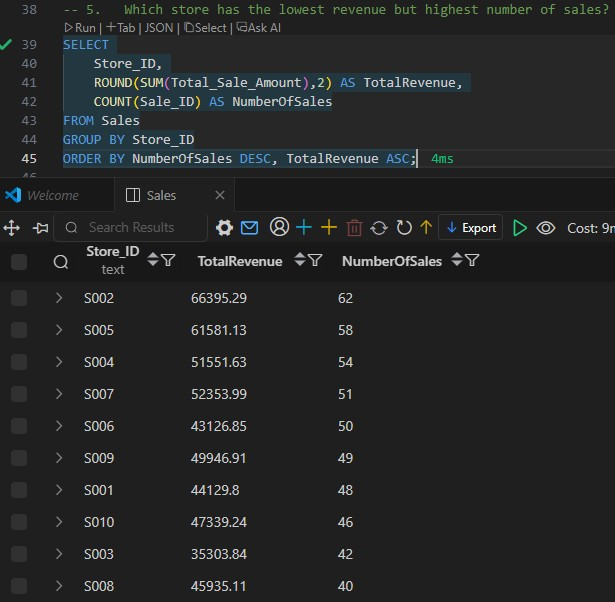 38 -- 5. Which store has the lowest revenue but highest number of sales?
Run | Tab | JSON | Select | Ask AI
39 SELECT
40 Store_ID,
41 ROUND(SUM(Total_Sale_Amount),2) AS TotalRevenue,
42 COUNT(Sale_ID) AS NumberOfSales
43 FROM Sales
44 GROUP BY Store_ID
45 ORDER BY NumberOfSales DESC, TotalRevenue ASC; 4ms
46
Welcome Sales
Search Results Export Cost: 9m
Store_ID text TotalRevenue NumberOfSales
S002 66395.29 62
S005 61581.13 58
S004 51551.63 54
S007 52353.99 51
S006 43126.85 50
S009 49946.91 49
S001 44129.8 48
S010 47339.24 46
S003 35303.84 42
S008 45935.11 40